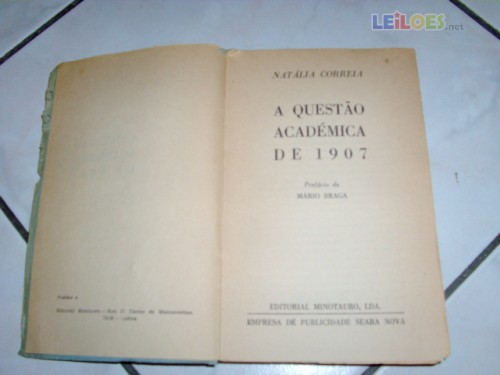 LEiLOES.net
NATÁLIA CORREIA
A QUESTÃO
ACADÉMICA
DE 1907
Prefácio de
MÁRIO BRAGA
EDITORIAL MINOTAURO, LDA.
EMPRESA DE PUBLICIDADE SEARA NOVA
Lisboa